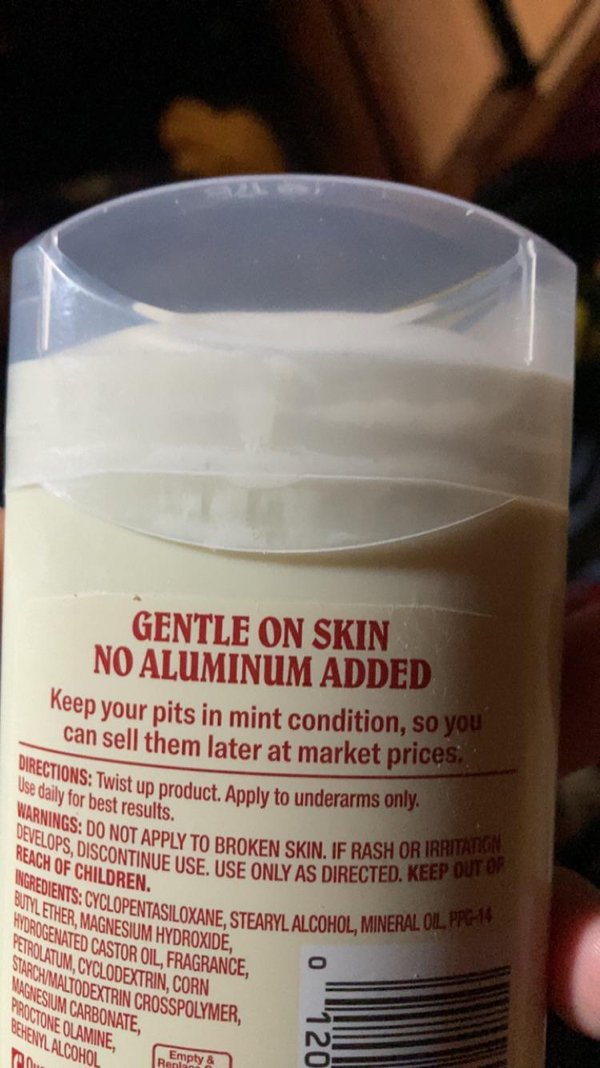 GENTLE ON SKIN
NO ALUMINUM ADDED
Keep your pits in mint condition, so you
can sell them later at market prices.
DIRECTIONS: Twist up product. Apply to underarms only.
Use daily for best results.
WARNINGS: DO NOT APPLY TO BROKEN SKIN. IF RASH OR IRRITATION
DEVELOPS, DISCONTINUE USE. USE ONLY AS DIRECTED. KEEP OUT OF
REACH OF CHILDREN.
INGREDIENTS: CYCLOPENTASILOXANE, STEARYL ALCOHOL, MINERAL OIL, PPG-14
BUTYL ETHER, MAGNESIUM HYDROXIDE,
HYDROGENATED CASTOR OIL, FRAGRANCE,
PETROLATUM, CYCLODEXTRIN, CORN
STARCH/MALTODEXTRIN CROSSPOLYMER,
MAGNESIUM CARBONATE,
PIROCTONE OLAMINE,
BEHENYL ALCOHOL
Empty &
0 120